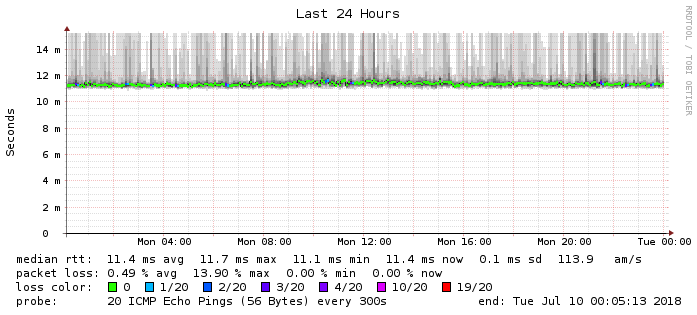 Last 24 Hours
RRDTOOL / TOBI OETIKER
Seconds
14 m
12 m
10 m
8 m
6 m
4 m
2 m
0
Mon 04:00 Mon 08:00 Mon 12:00 Mon 16:00 Mon 20:00 Tue 00:00
median rtt: 11.4 ms avg 11.7 ms max 11.1 ms min 11.4 ms now 0.1 ms sd 113.9 am/s
packet loss: 0.49 % avg 13.90 % max 0.00 % min 0.00 % now
loss color: 0 1/20 2/20 3/20 4/20 10/20 19/20
probe: 20 ICMP Echo Pings (56 Bytes) every 300s end: Tue Jul 10 00:05:13 2018